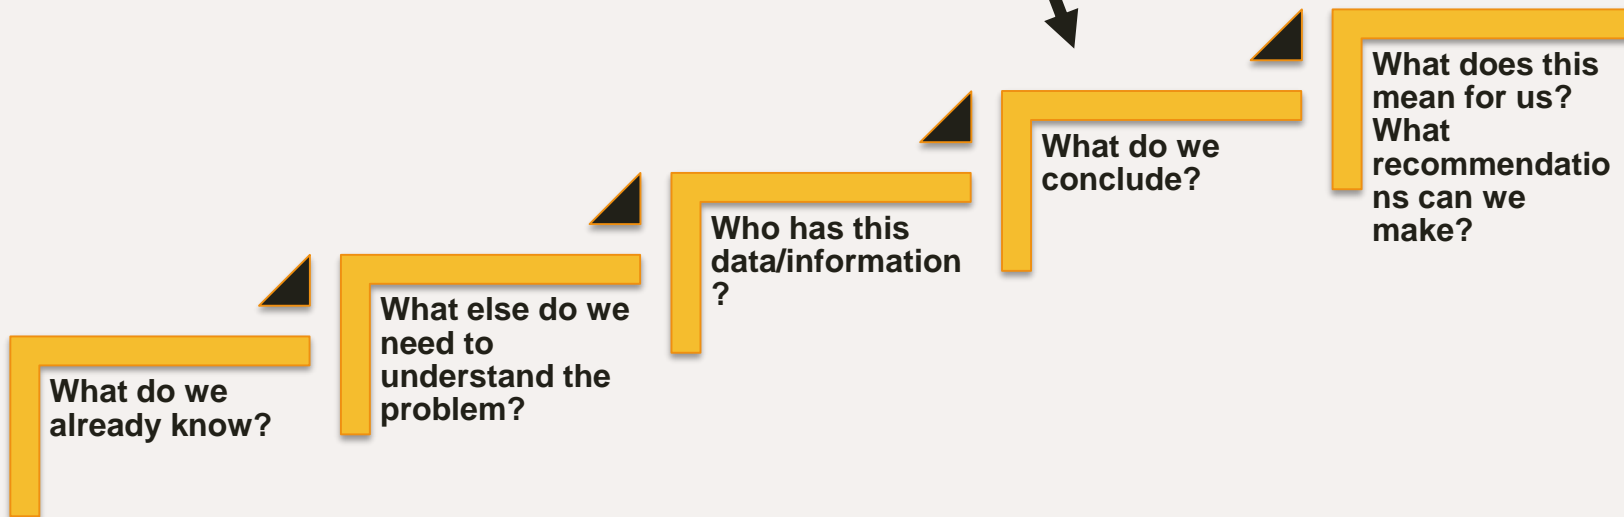 What do we
already know?
What else do we
need to
understand the
problem?
Who has this
data/information
?
What do we
conclude?
What does this
mean for us?
What
recommendatio
ns can we
make?